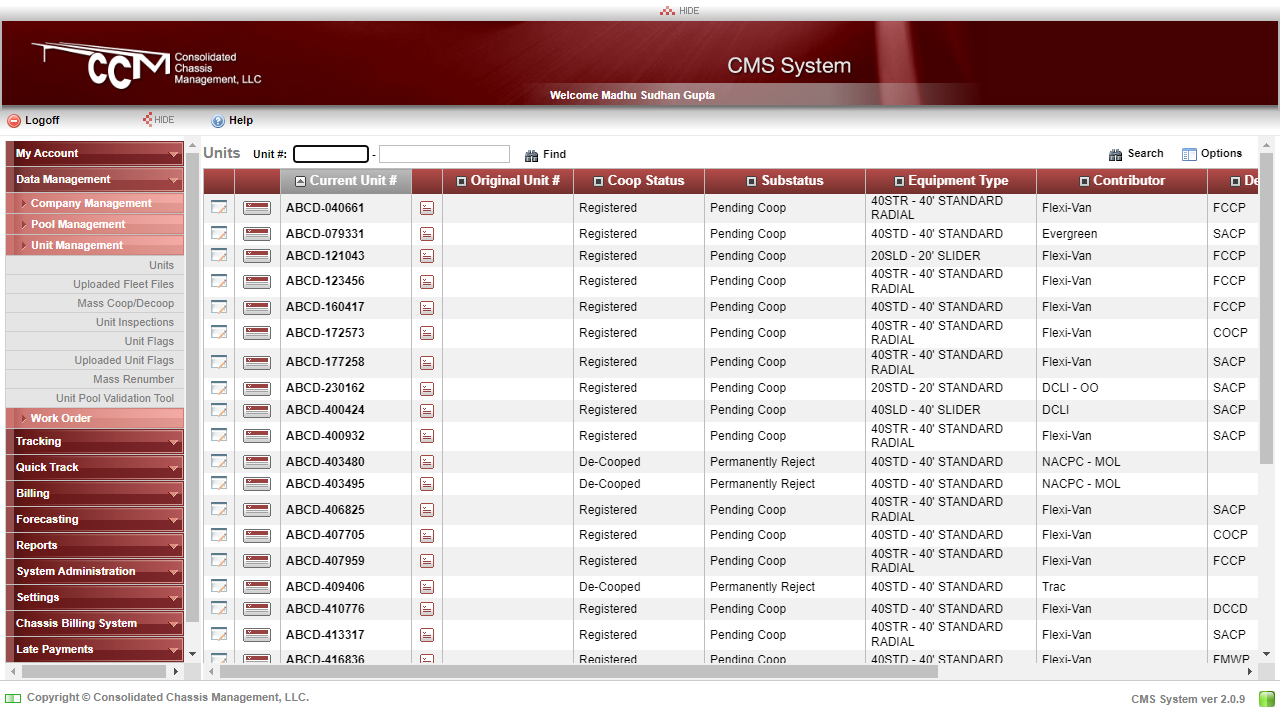 HIDE
CCM Consolidated
Chassis
Management, LLC
CMS System
Welcome Madhu Sudhan Gupta
Logoff HIDE Help
My Account
Data Management
Company Management
Pool Management
Unit Management
Units
Uploaded Fleet Files
Mass Coop/Decoop
Unit Inspections
Unit Flags
Uploaded Unit Flags
Mass Renumber
Unit Pool Validation Tool
Work Order
Tracking
Quick Track
Billing
Forecasting
Reports
System Administration
Settings
Chassis Billing System
Late Payments
Units Unit #: - Find Search Options
Current Unit # Original Unit # Coop Status Substatus Equipment Type Contributor De
ABCD-040661 Registered Pending Coop 40STR - 40' STANDARD RADIAL Flexi-Van FCCP
ABCD-079331 Registered Pending Coop 40STD - 40' STANDARD Evergreen SACP
ABCD-121043 Registered Pending Coop 20SLD - 20' SLIDER Flexi-Van FCCP
ABCD-123456 Registered Pending Coop 40STR - 40' STANDARD RADIAL Flexi-Van FCCP
ABCD-160417 Registered Pending Coop 40STD - 40' STANDARD Flexi-Van FCCP
ABCD-172573 Registered Pending Coop 40STR - 40' STANDARD RADIAL Flexi-Van COCP
ABCD-177258 Registered Pending Coop 40STR - 40' STANDARD RADIAL Flexi-Van SACP
ABCD-230162 Registered Pending Coop 20STD - 20' STANDARD DCLI - OO SACP
ABCD-400424 Registered Pending Coop 40SLD - 40' SLIDER DCLI SACP
ABCD-400932 Registered Pending Coop 40STR - 40' STANDARD RADIAL Flexi-Van SACP
ABCD-403480 De-Cooped Permanently Reject 40STD - 40' STANDARD NACPC - MOL
ABCD-403495 De-Cooped Permanently Reject 40STD - 40' STANDARD NACPC - MOL
ABCD-406825 Registered Pending Coop 40STR - 40' STANDARD RADIAL Flexi-Van SACP
ABCD-407705 Registered Pending Coop 40STD - 40' STANDARD Flexi-Van COCP
ABCD-407959 Registered Pending Coop 40STR - 40' STANDARD RADIAL Flexi-Van FCCP
ABCD-409406 De-Cooped Permanently Reject 40STD - 40' STANDARD Trac
ABCD-410776 Registered Pending Coop 40STD - 40' STANDARD Flexi-Van DCCD
ABCD-413317 Registered Pending Coop 40STR - 40' STANDARD RADIAL Flexi-Van SACP
ABCD-416836 Registered Pending Coop 40STD - 40' STANDARD Flexi-Van FMWP
Copyright © Consolidated Chassis Management, LLC.
CMS System ver 2.0.9